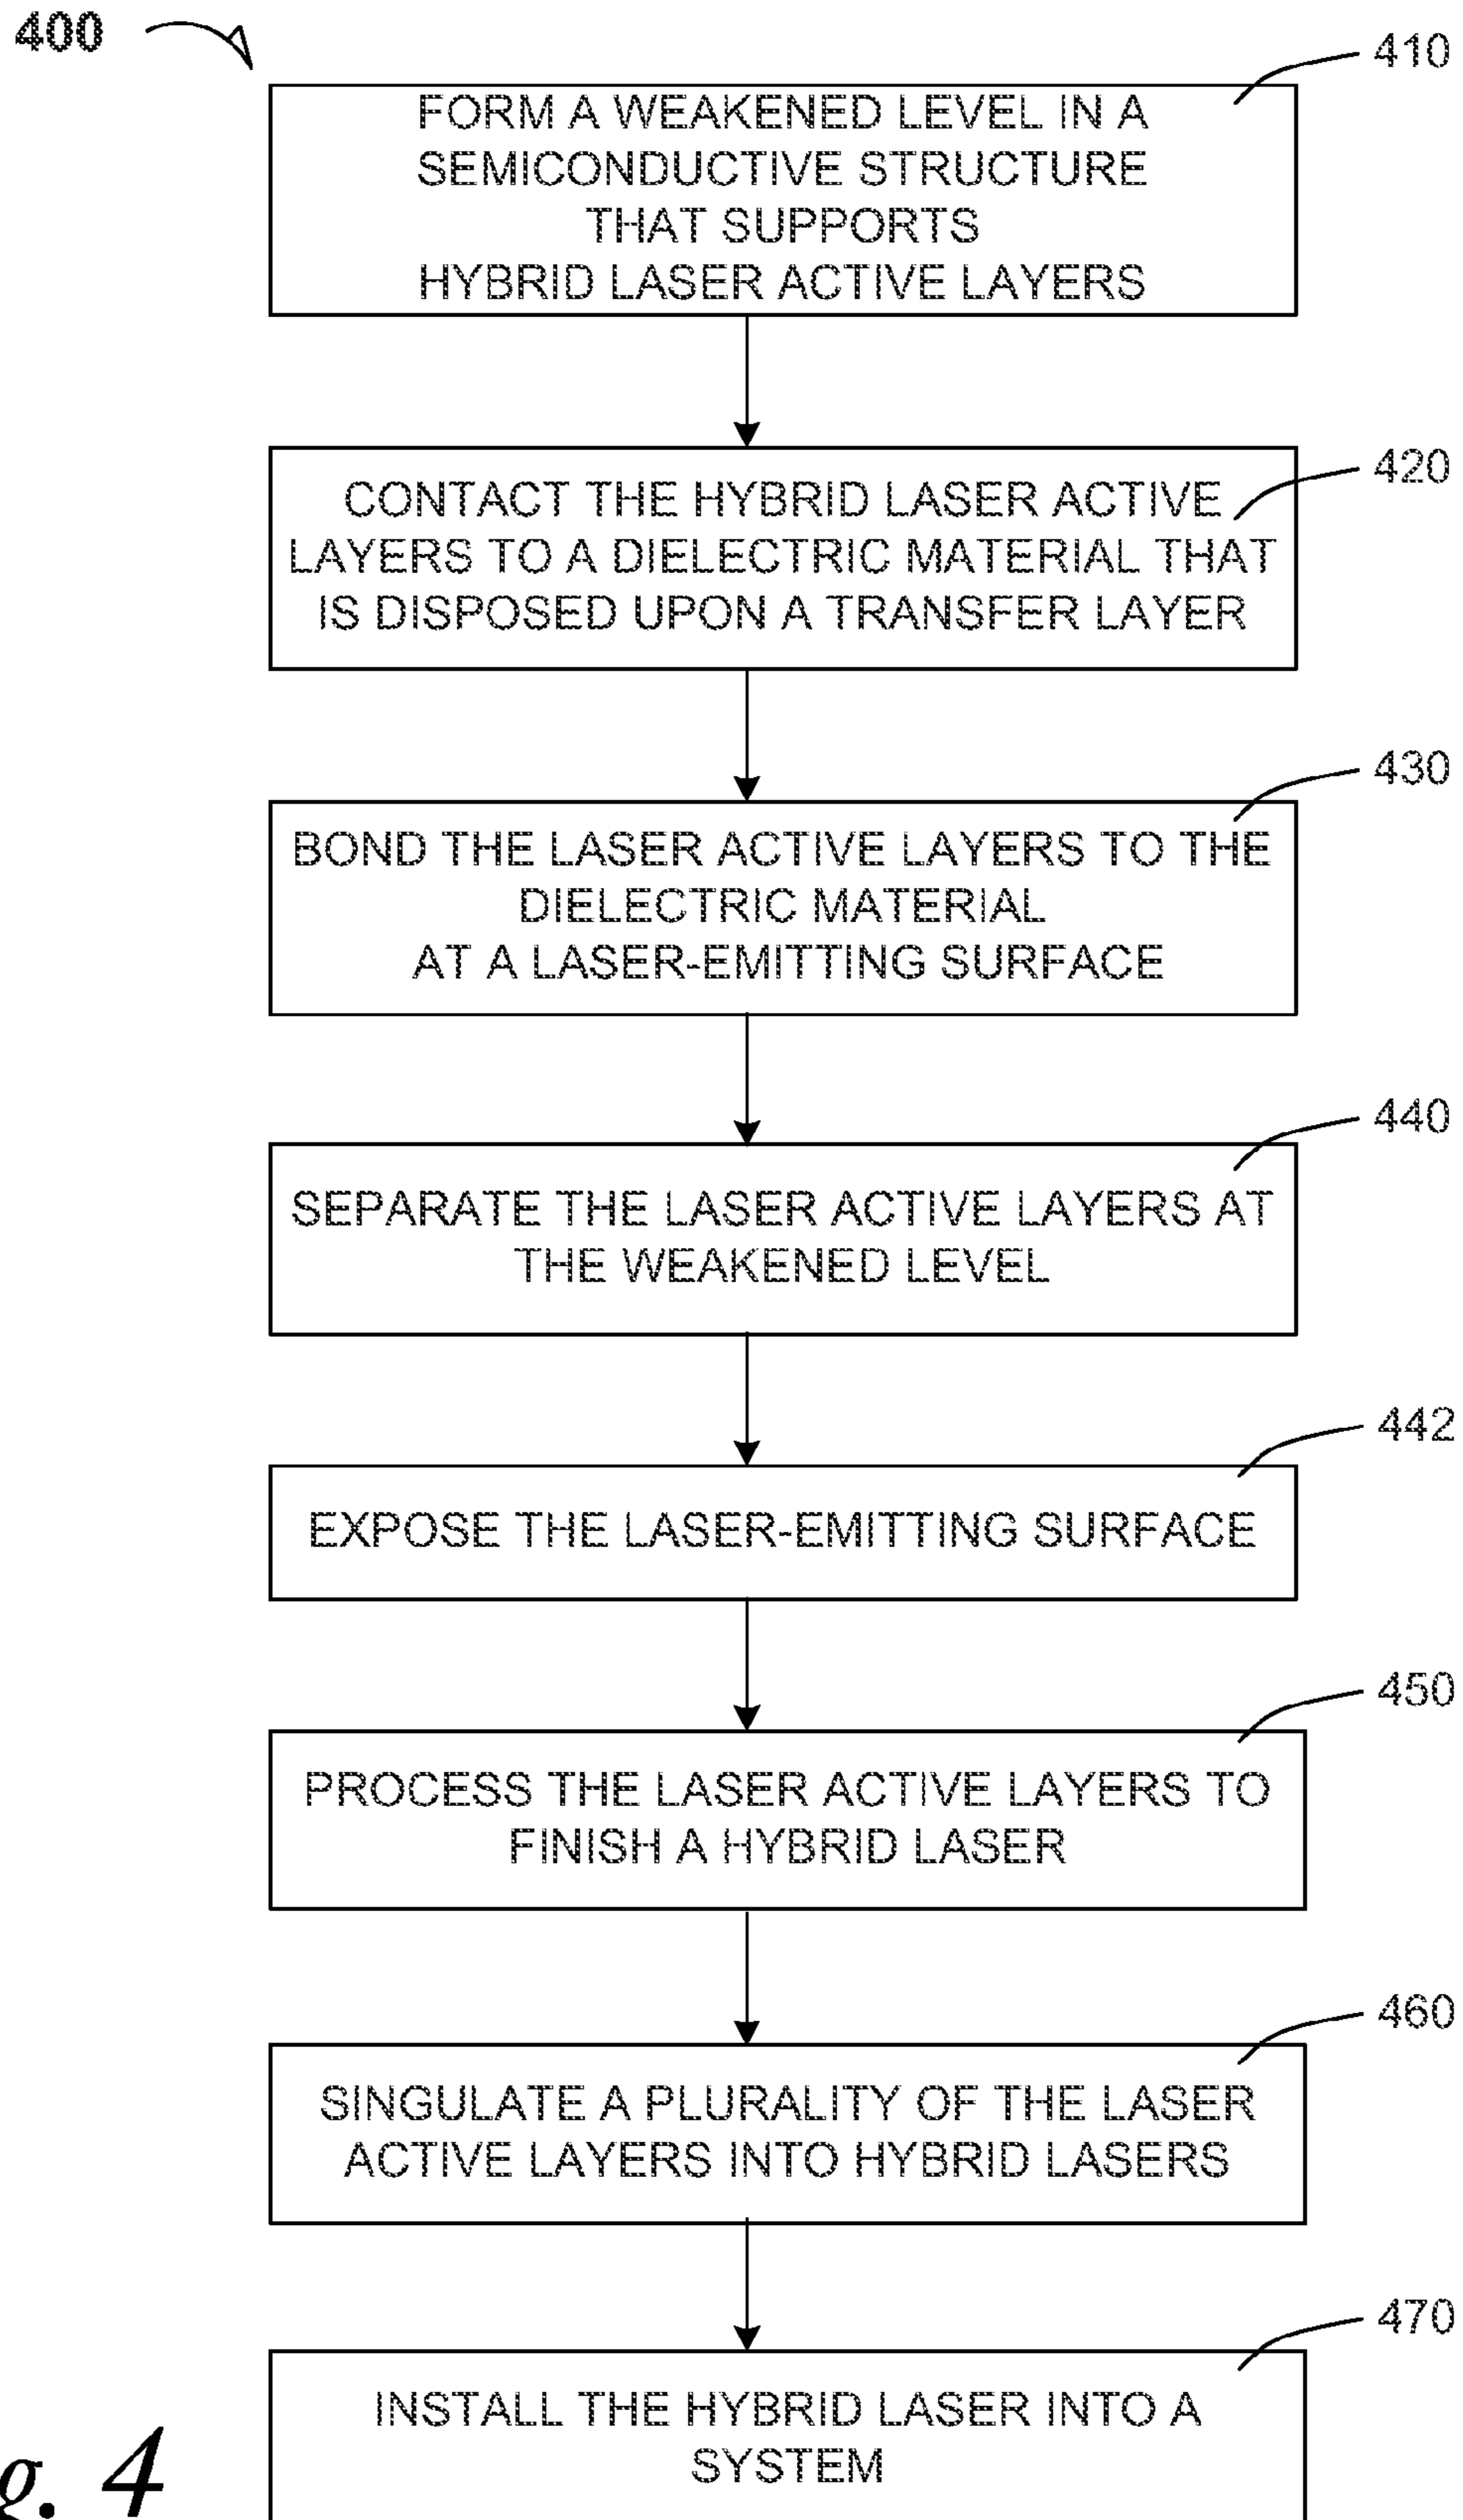 400
410
FORM A WEAKENED LEVEL IN A
SEMICONDUCTIVE STRUCTURE
THAT SUPPORTS
HYBRID LASER ACTIVE LAYERS
420
CONTACT THE HYBRID LASER ACTIVE
LAYERS TO A DIELECTRIC MATERIAL THAT
IS DISPOSED UPON A TRANSFER LAYER
430
BOND THE LASER ACTIVE LAYERS TO THE
DIELECTRIC MATERIAL
AT A LASER-EMITTING SURFACE
440
SEPARATE THE LASER ACTIVE LAYERS AT
THE WEAKENED LEVEL
442
EXPOSE THE LASER-EMITTING SURFACE
450
PROCESS THE LASER ACTIVE LAYERS TO
FINISH A HYBRID LASER
460
SINGULATE A PLURALITY OF THE LASER
ACTIVE LAYERS INTO HYBRID LASERS
470
INSTALL THE HYBRID LASER INTO A
SYSTEM
g. 4